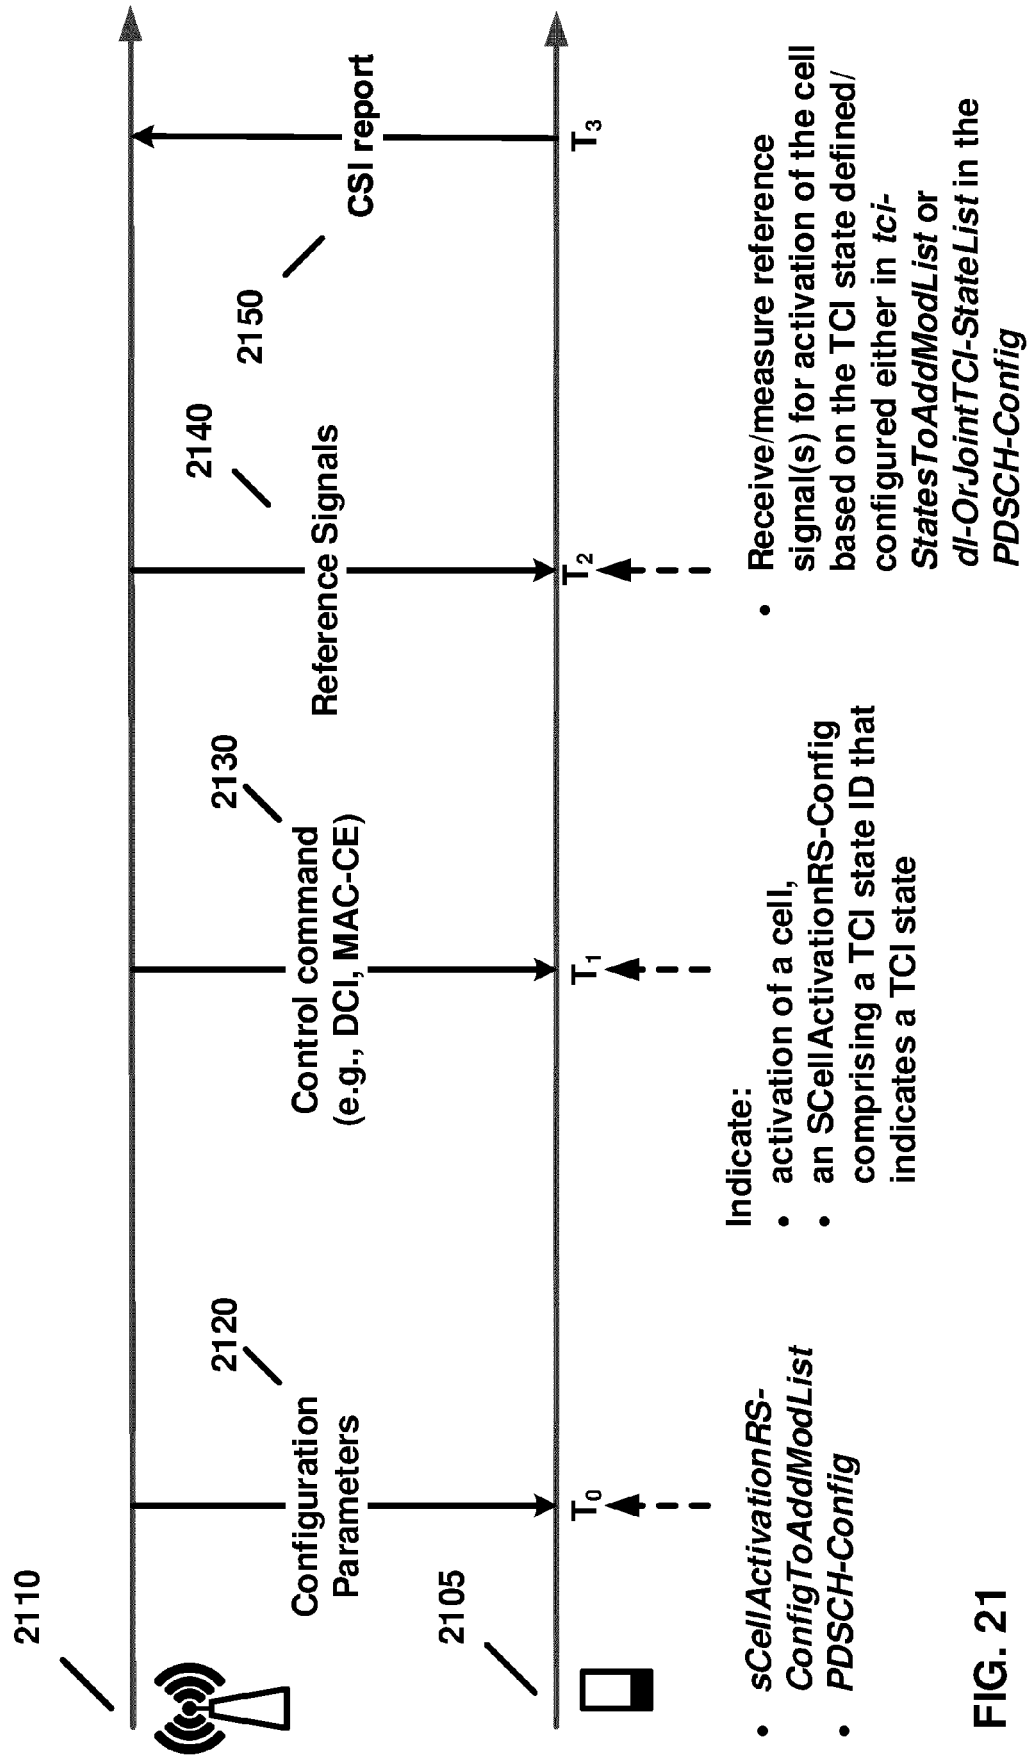 2110
2105
Configuration
Parameters
2120
Control command
(e.g., DCI, MAC-CE)
2130
Reference Signals
2140
CSI report
2150
T0
T1
T2
T3
• sCellActivationRS-
ConfigToAddModList
• PDSCH-Config
Indicate:
• activation of a cell,
• an SCellActivationRS-Config
comprising a TCI state ID that
indicates a TCI state
• Receive/measure reference
signal(s) for activation of the cell
based on the TCI state defined/
configured either in tci-
StatesToAddModList or
dl-OrJointTCI-StateList in the
PDSCH-Config
FIG. 21